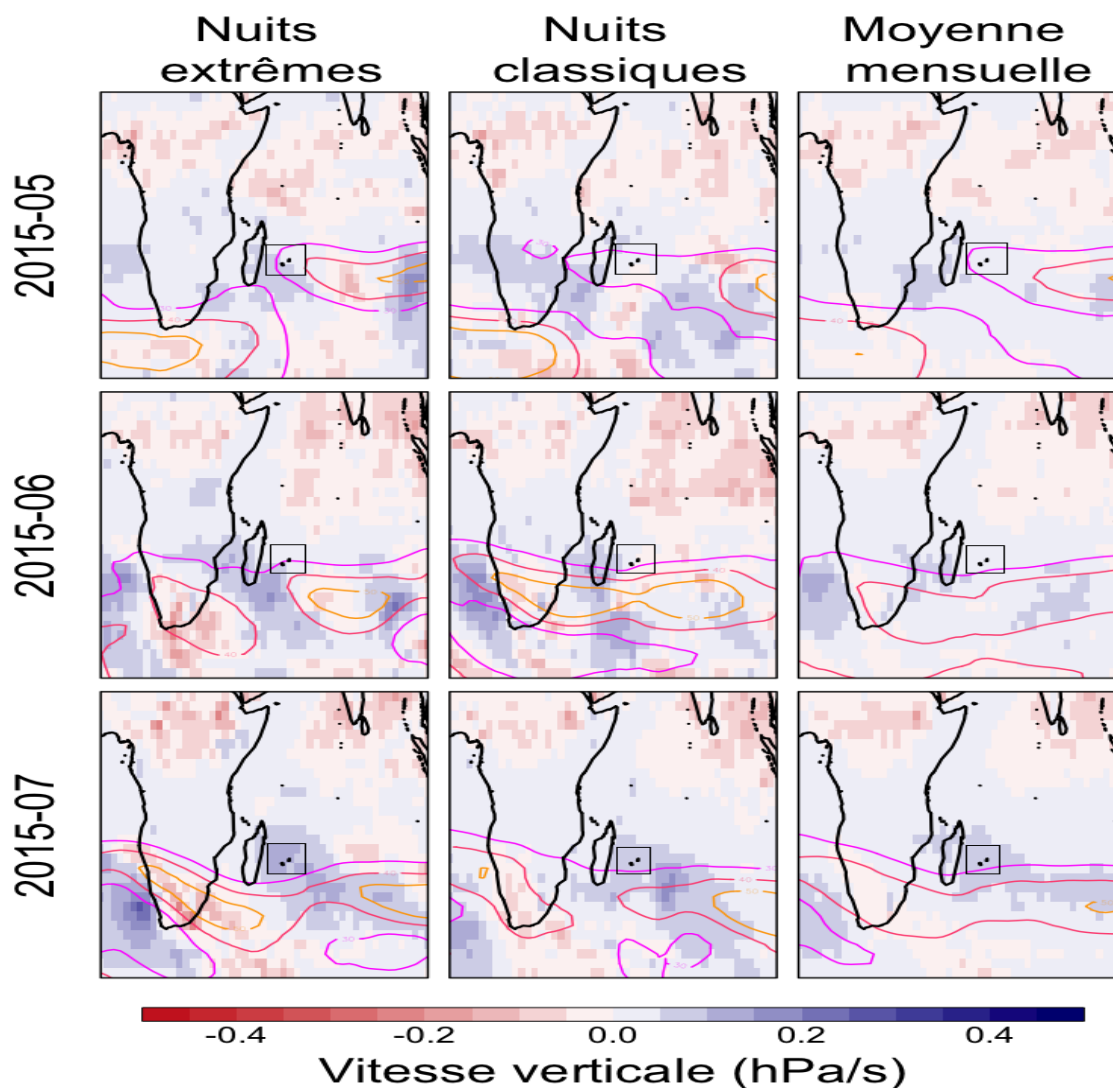 Nuits
extrêmes
Nuits
classiques
Moyenne
mensuelle
2015-05
2015-06
2015-07
-0.4
-0.2
0.0
0.2
0.4
Vitesse verticale (hPa/s)